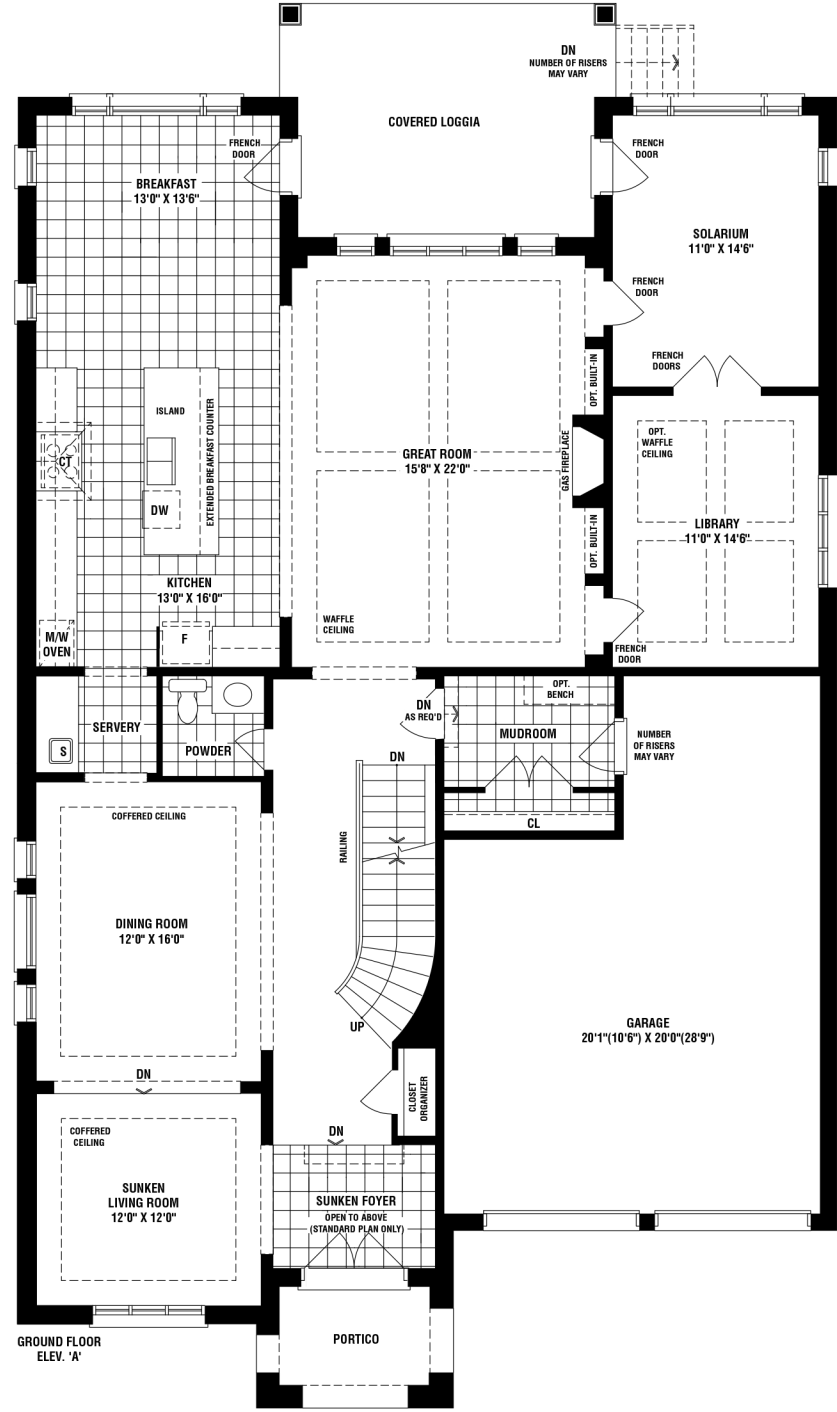 DN
NUMBER OF RISERS
MAY VARY
COVERED LOGGIA
FRENCH
DOOR
FRENCH
DOOR
BREAKFAST
13'0" X 13'6"
SOLARIUM
11'0" X 14'6"
FRENCH
DOOR
FRENCH
DOORS
OPT. BUILT-IN
ISLAND
EXTENDED BREAKFAST COUNTER
CT
DW
GREAT ROOM
15'8" X 22'0"
GAS FIREPLACE
OPT.
WAFFLE
CEILING
LIBRARY
11'0" X 14'6"
OPT. BUILT-IN
KITCHEN
13'0" X 16'0"
M/W
OVEN
F
WAFFLE
CEILING
FRENCH
DOOR
SERVERY
S
POWDER
DN
AS REQ'D
OPT.
BENCH
MUDROOM
NUMBER
OF RISERS
MAY VARY
DN
CL
COFFERED CEILING
RAILING
DINING ROOM
12'0" X 16'0"
UP
GARAGE
20'1"(10'6") X 20'0"(28'9")
DN
CLOSET
ORGANIZER
DN
COFFERED
CEILING
SUNKEN
LIVING ROOM
12'0" X 12'0"
SUNKEN FOYER
OPEN TO ABOVE
(STANDARD PLAN ONLY)
PORTICO
GROUND FLOOR
ELEV. 'A'